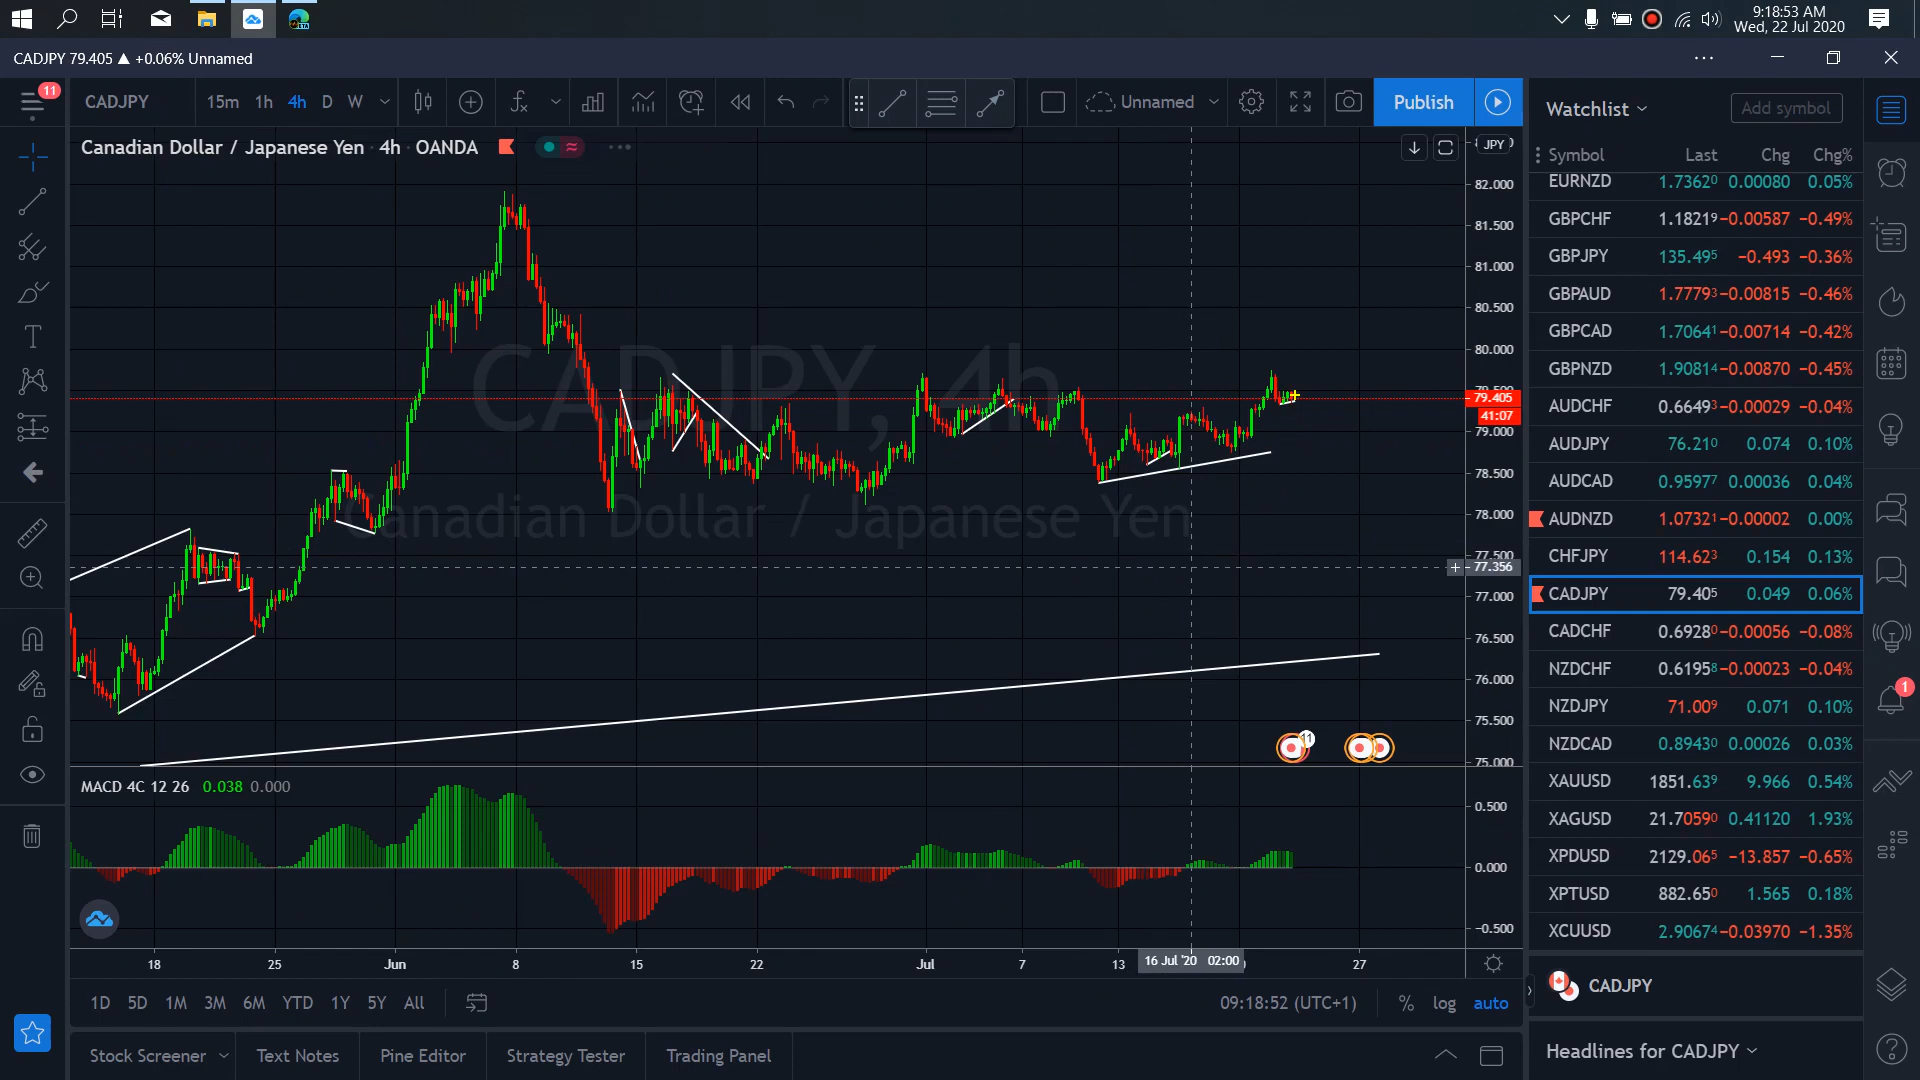 9:18:53 AM
Wed, 22 Jul 2020
CADJPY 79.405 ▲ +0.06% Unnamed
11
CADJPY 15m 1h 4h D W Unnamed Publish
Canadian Dollar / Japanese Yen · 4h · OANDA
JPY
CADJPY, 4h
Canadian Dollar / Japanese Yen
82.000
81.500
81.000
80.500
80.000
79.405
41:07
79.000
78.500
78.000
77.500
77.356
77.000
76.500
76.000
75.500
75.000
11
MACD 4C 12 26 0.038 0.000
0.500
0.000
−0.500
18 25 Jun 8 15 22 Jul 7 13 16 Jul '20 02:00 27
1D 5D 1M 3M 6M YTD 1Y 5Y All
09:18:52 (UTC+1) % log auto
Stock Screener Text Notes Pine Editor Strategy Tester Trading Panel
Watchlist Add symbol
Symbol Last Chg Chg%
EURNZD 1.73620 0.00080 0.05%
GBPCHF 1.18219 −0.00587 −0.49%
GBPJPY 135.495 −0.493 −0.36%
GBPAUD 1.77793 −0.00815 −0.46%
GBPCAD 1.70641 −0.00714 −0.42%
GBPNZD 1.90814 −0.00870 −0.45%
AUDCHF 0.66493 −0.00029 −0.04%
AUDJPY 76.210 0.074 0.10%
AUDCAD 0.95977 0.00036 0.04%
AUDNZD 1.07321 −0.00002 0.00%
CHFJPY 114.623 0.154 0.13%
CADJPY 79.405 0.049 0.06%
CADCHF 0.69280 −0.00056 −0.08%
NZDCHF 0.61958 −0.00023 −0.04%
NZDJPY 71.009 0.071 0.10%
NZDCAD 0.89430 0.00026 0.03%
XAUUSD 1851.639 9.966 0.54%
XAGUSD 21.70590 0.41120 1.93%
XPDUSD 2129.065 −13.857 −0.65%
XPTUSD 882.650 1.565 0.18%
XCUUSD 2.90674 −0.03970 −1.35%
CADJPY
Headlines for CADJPY
1